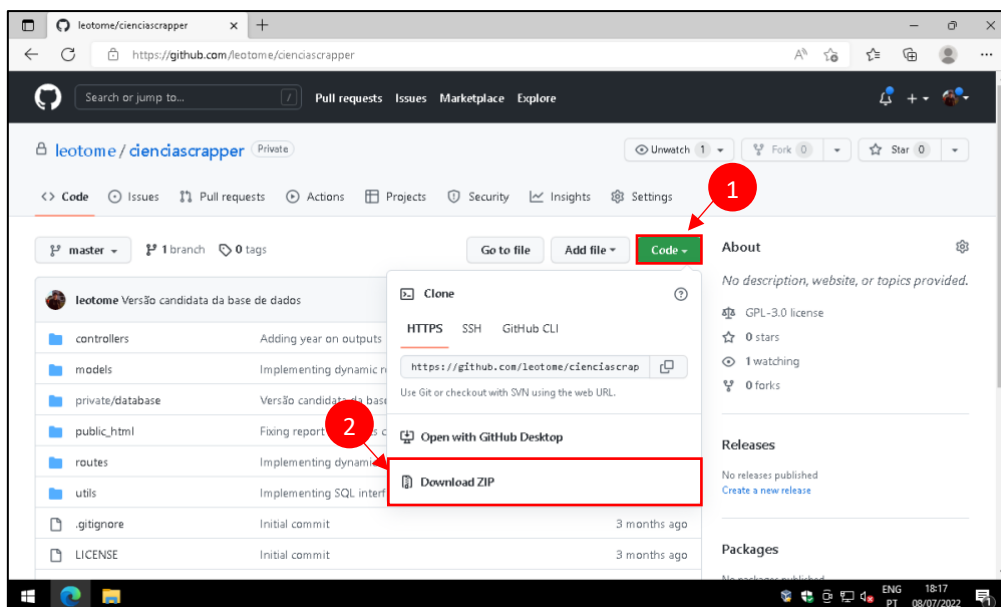 leotome/cienciascrapper
https://github.com/leotome/cienciascrapper
Search or jump to...
/
Pull requests Issues Marketplace Explore
leotome / cienciascrapper Private
Unwatch 1
Fork 0
Star 0
<> Code Issues Pull requests Actions Projects Security Insights Settings
1
master
1 branch
0 tags
Go to file
Add file
Code
About
No description, website, or topics provided.
GPL-3.0 license
0 stars
1 watching
0 forks
leotome Versão candidata da base de dados
controllers Adding year on outputs
models Implementing dynamic
private/database Versão candidata da
public_html Fixing report
routes Implementing
utils Implementing SQL
.gitignore Initial commit 3 months ago
LICENSE Initial commit 3 months ago
Clone
HTTPS SSH GitHub CLI
https://github.com/leotome/cienciascrap
Use Git or checkout with SVN using the web URL.
Open with GitHub Desktop
2
Download ZIP
Releases
No releases published
Create a new release
Packages
No packages published
ENG
PT
18:17
08/07/2022